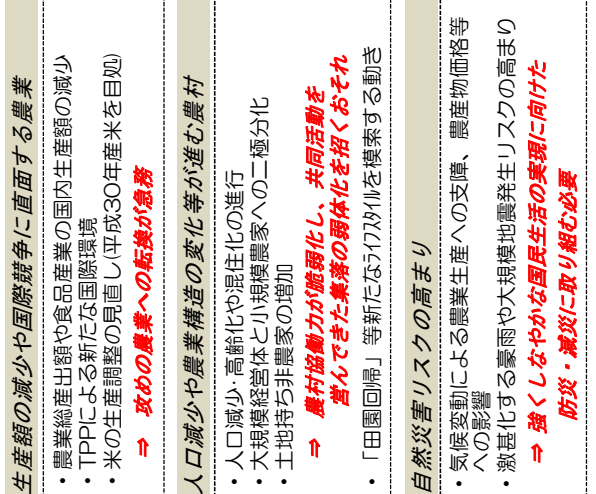 生産額の減少や国際競争に直面する農業
・農業総産出額や食品産業の国内生産額の減少
・TPPによる新たな国際環境
・米の生産調整の見直し(平成30年産米を目処)
⇒ 攻めの農業への転換が急務
人口減少や農業構造の変化等が進む農村
・人口減少・高齢化や混住化の進行
・大規模経営体と小規模農家への二極分化
・土地持ち非農家の増加
⇒ 農村協働力が脆弱化し、共同活動を
営んできた集落の弱体化を招くおそれ
・「田園回帰」等新たなライフスタイルを模索する動き
自然災害リスクの高まり
・気候変動による農業生産への支障、農産物価格等
への影響
・激甚化する豪雨や大規模地震発生リスクの高まり
⇒ 強くしなやかな国民生活の実現に向けた
防災・減災に取り組む必要